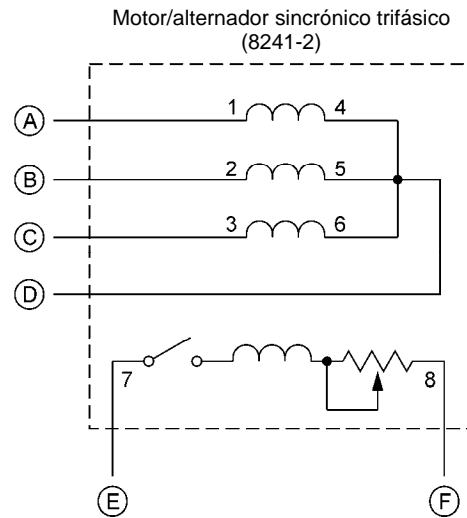 Motor/alternador sincrónico trifásico
(8241-2)
A 1 4
B 2 5
C 3 6
D
7 8
E F